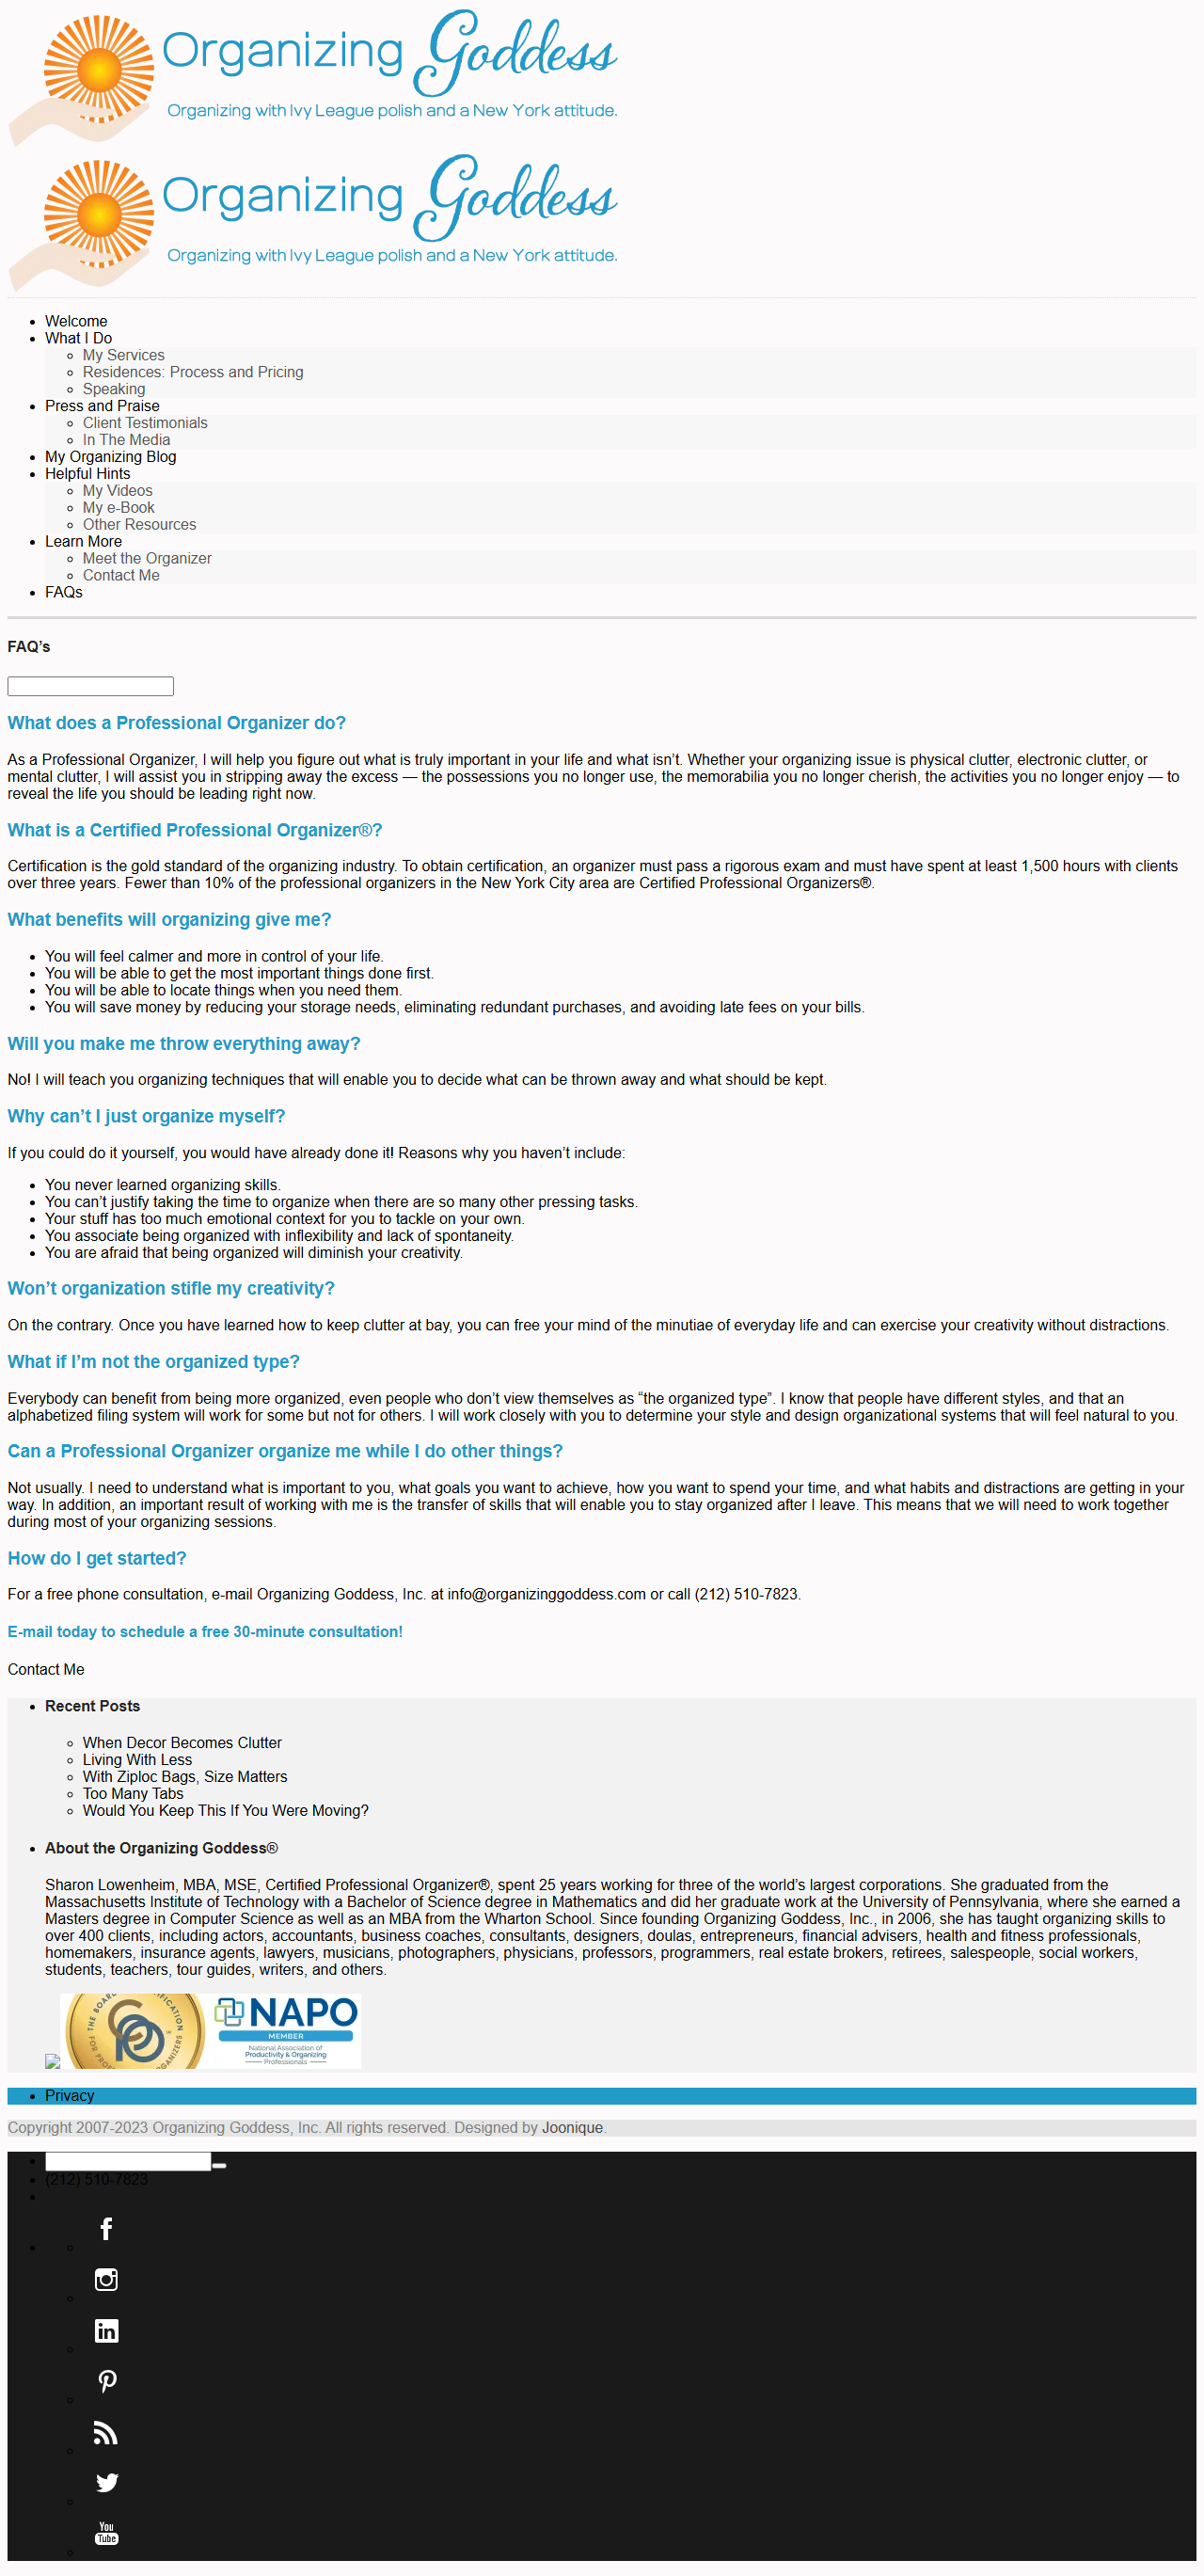 Organizing Goddess
Organizing with Ivy League polish and a New York attitude.
Organizing Goddess
Organizing with Ivy League polish and a New York attitude.
Welcome
What I Do
My Services
Residences: Process and Pricing
Speaking
Press and Praise
Client Testimonials
In The Media
My Organizing Blog
Helpful Hints
My Videos
My e-Book
Other Resources
Learn More
Meet the Organizer
Contact Me
FAQs
FAQ’s
What does a Professional Organizer do?
As a Professional Organizer, I will help you figure out what is truly important in your life and what isn’t. Whether your organizing issue is physical clutter, electronic clutter, or
mental clutter, I will assist you in stripping away the excess — the possessions you no longer use, the memorabilia you no longer cherish, the activities you no longer enjoy — to
reveal the life you should be leading right now.
What is a Certified Professional Organizer®?
Certification is the gold standard of the organizing industry. To obtain certification, an organizer must pass a rigorous exam and must have spent at least 1,500 hours with clients
over three years. Fewer than 10% of the professional organizers in the New York City area are Certified Professional Organizers®.
What benefits will organizing give me?
You will feel calmer and more in control of your life.
You will be able to get the most important things done first.
You will be able to locate things when you need them.
You will save money by reducing your storage needs, eliminating redundant purchases, and avoiding late fees on your bills.
Will you make me throw everything away?
No! I will teach you organizing techniques that will enable you to decide what can be thrown away and what should be kept.
Why can’t I just organize myself?
If you could do it yourself, you would have already done it! Reasons why you haven’t include:
You never learned organizing skills.
You can’t justify taking the time to organize when there are so many other pressing tasks.
Your stuff has too much emotional context for you to tackle on your own.
You associate being organized with inflexibility and lack of spontaneity.
You are afraid that being organized will diminish your creativity.
Won’t organization stifle my creativity?
On the contrary. Once you have learned how to keep clutter at bay, you can free your mind of the minutiae of everyday life and can exercise your creativity without distractions.
What if I’m not the organized type?
Everybody can benefit from being more organized, even people who don’t view themselves as “the organized type”. I know that people have different styles, and that an
alphabetized filing system will work for some but not for others. I will work closely with you to determine your style and design organizational systems that will feel natural to you.
Can a Professional Organizer organize me while I do other things?
Not usually. I need to understand what is important to you, what goals you want to achieve, how you want to spend your time, and what habits and distractions are getting in your
way. In addition, an important result of working with me is the transfer of skills that will enable you to stay organized after I leave. This means that we will need to work together
during most of your organizing sessions.
How do I get started?
For a free phone consultation, e-mail Organizing Goddess, Inc. at info@organizinggoddess.com or call (212) 510-7823.
E-mail today to schedule a free 30-minute consultation!
Contact Me
Recent Posts
When Decor Becomes Clutter
Living With Less
With Ziploc Bags, Size Matters
Too Many Tabs
Would You Keep This If You Were Moving?
About the Organizing Goddess®
Sharon Lowenheim, MBA, MSE, Certified Professional Organizer®, spent 25 years working for three of the world’s largest corporations. She graduated from the
Massachusetts Institute of Technology with a Bachelor of Science degree in Mathematics and did her graduate work at the University of Pennsylvania, where she earned a
Masters degree in Computer Science as well as an MBA from the Wharton School. Since founding Organizing Goddess, Inc., in 2006, she has taught organizing skills to
over 400 clients, including actors, accountants, business coaches, consultants, designers, doulas, entrepreneurs, financial advisers, health and fitness professionals,
homemakers, insurance agents, lawyers, musicians, photographers, physicians, professors, programmers, real estate brokers, retirees, salespeople, social workers,
students, teachers, tour guides, writers, and others.
NAPO
MEMBER
National Association of
Productivity & Organizing
Professionals
Privacy
Copyright 2007-2023 Organizing Goddess, Inc. All rights reserved. Designed by Joonique.
(212) 510-7823
You
Tube